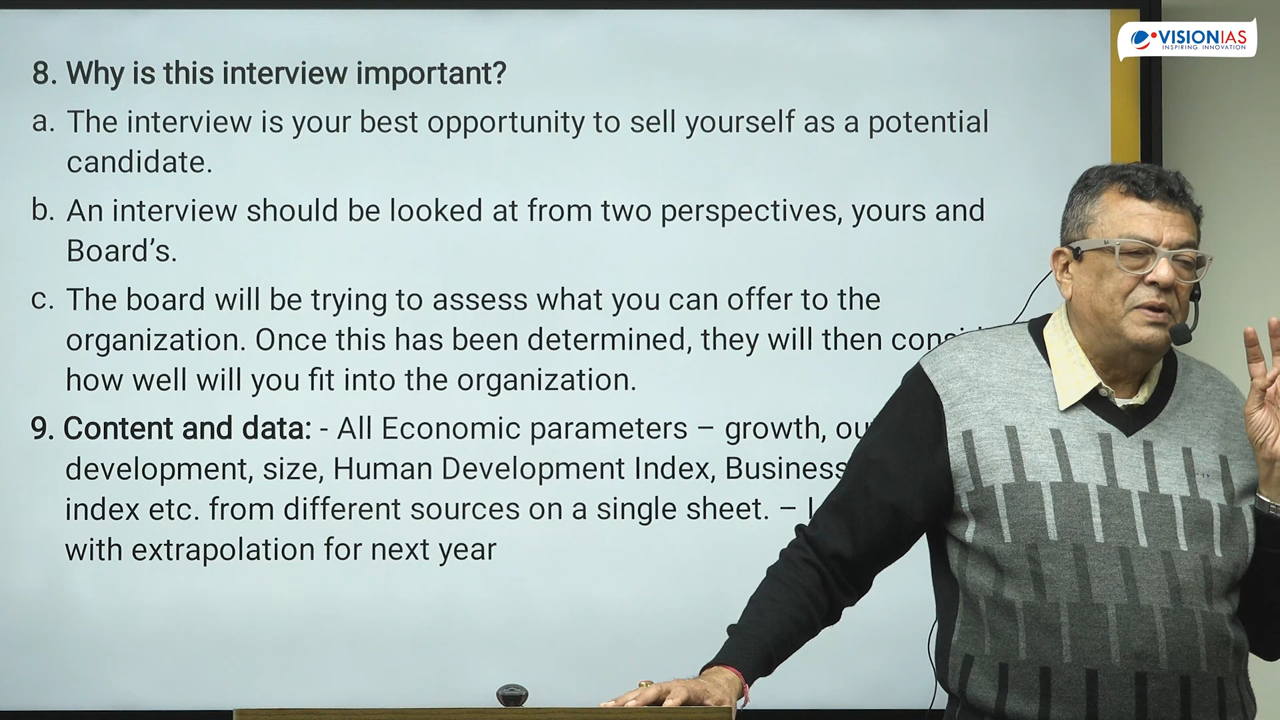 VISIONIAS
INSPIRING INNOVATION
8. Why is this interview important?
a. The interview is your best opportunity to sell yourself as a potential
candidate.
b. An interview should be looked at from two perspectives, yours and
Board's.
c. The board will be trying to assess what you can offer to the
organization. Once this has been determined, they will then
how well will you fit into the organization.
9. Content and data: - All Economic parameters – growth,
development, size, Human Development Index, Business
index etc. from different sources on a single sheet. –
with extrapolation for next year